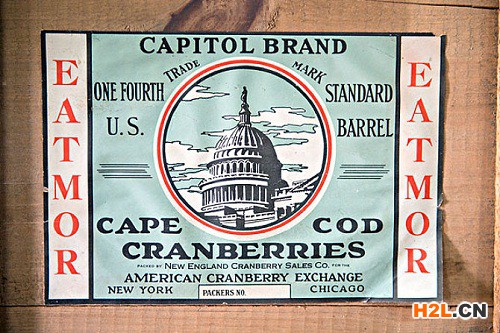 CAPITOL BRAND
TRADE MARK
ONE FOURTH STANDARD
U.S. BARREL
EATMOR
EATMOR
CAPE COD
CRANBERRIES
PACKED BY NEW ENGLAND CRANBERRY SALES CO. FOR THE
AMERICAN CRANBERRY EXCHANGE
NEW YORK PACKERS NO. CHICAGO
H2L.CN